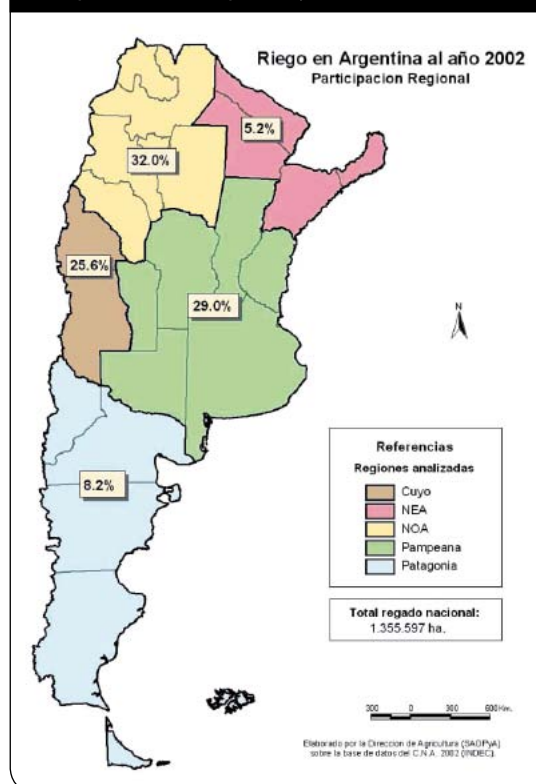 Riego en Argentina al año 2002
Participacion Regional
5.2%
32.0%
25.6%
29.0%
N
8.2%
Referencias
Regiones analizadas
Cuyo
NEA
NOA
Pampeana
Patagonia
Total regado nacional:
1.355.597 ha.
300 0 300 600 Km.
Elaborado por la Direccion de Agricultura (SAGPyA)
sobre la base de datos del C.N.A. 2002 (INDEC).